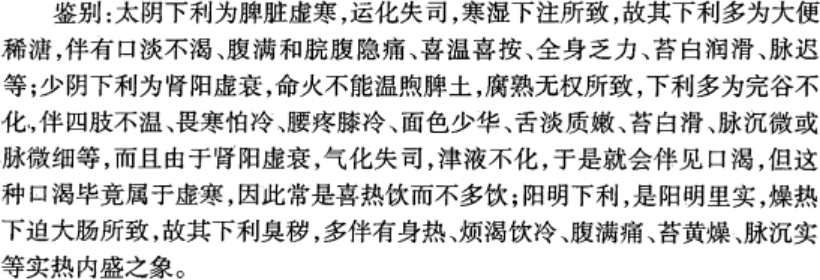 鉴别：太阴下利为脾脏虚寒，运化失司，寒湿下注所致，故其下利多为大便
稀溏，伴有口淡不渴、腹满和脘腹隐痛、喜温喜按、全身乏力、苔白润滑、脉迟
等；少阴下利为肾阳虚衰，命火不能温煦脾土，腐熟无权所致，下利多为完谷不
化，伴四肢不温、畏寒怕冷、腰疼膝冷、面色少华、舌淡质嫩、苔白滑、脉沉微或
脉微细等，而且由于肾阳虚衰，气化失司，津液不化，于是就会伴见口渴，但这
种口渴毕竟属于虚寒，因此常是喜热饮而不多饮；阳明下利，是阳明里实，燥热
下迫大肠所致，故其下利臭秽，多伴有身热、烦渴饮冷、腹满痛、苔黄燥、脉沉实
等实热内盛之象。